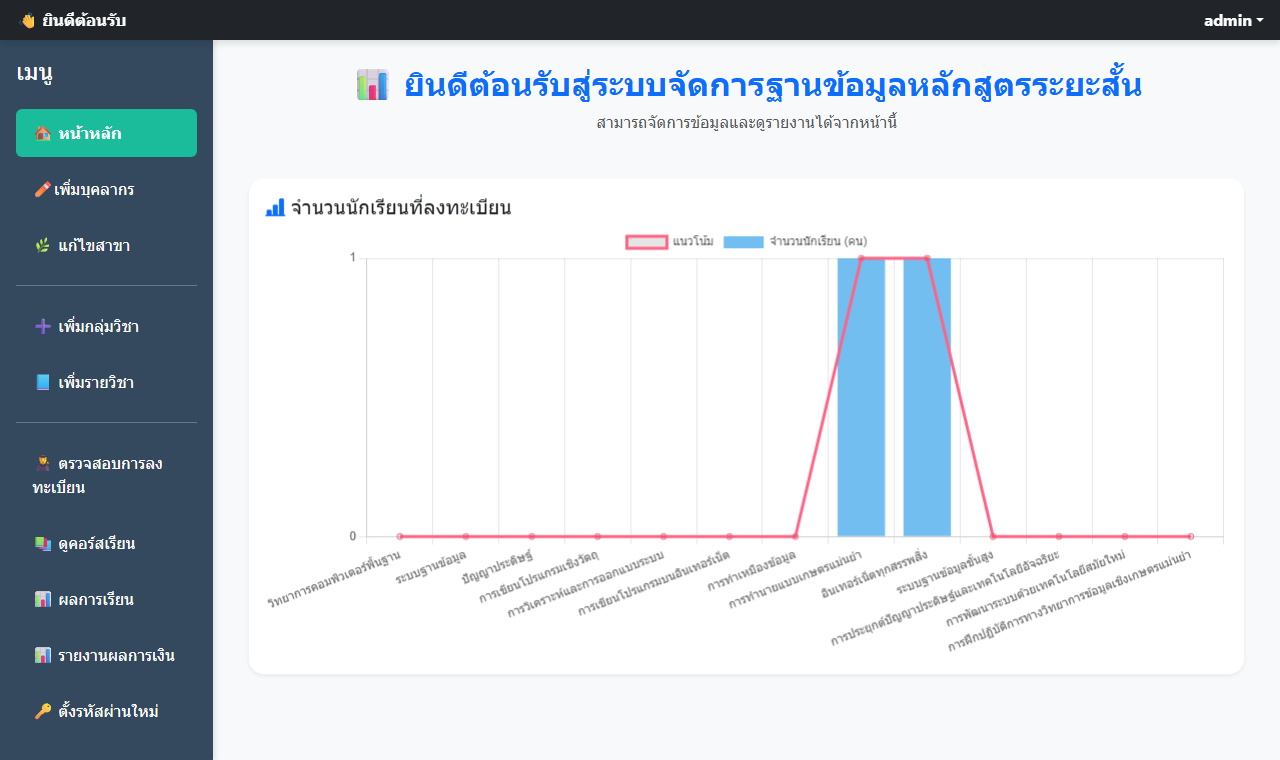 👋 ยินดีต้อนรับ
admin
เมนู
🏠 หน้าหลัก
เพิ่มบุคลากร
🌿 แก้ไขสาขา
➕ เพิ่มกลุ่มวิชา
📘 เพิ่มรายวิชา
ตรวจสอบการลง
ทะเบียน
📚 ดูคอร์สเรียน
📊 ผลการเรียน
📊 รายงานผลการเงิน
🔑 ตั้งรหัสผ่านใหม่
📊 ยินดีต้อนรับสู่ระบบจัดการฐานข้อมูลหลักสูตรระยะสั้น
สามารถจัดการข้อมูลและดูรายงานได้จากหน้านี้
จำนวนนักเรียนที่ลงทะเบียน
แนวโน้ม
จำนวนนักเรียน (คน)
1
0
วิทยาการคอมพิวเตอร์พื้นฐาน
ระบบฐานข้อมูล
ปัญญาประดิษฐ์
การเขียนโปรแกรมเชิงวัตถุ
การวิเคราะห์และการออกแบบระบบ
การเขียนโปรแกรมบนอินเทอร์เน็ต
การทำเหมืองข้อมูล
การทำนายแบบเกษตรแม่นยำ
อินเทอร์เน็ตทุกสรรพสิ่ง
ระบบฐานข้อมูลขั้นสูง
การประยุกต์ปัญญาประดิษฐ์และเทคโนโลยีอัจฉริยะ
การพัฒนาระบบด้วยเทคโนโลยีสมัยใหม่
การฝึกปฏิบัติการทางวิทยาการข้อมูลเชิงเกษตรแม่นยำ